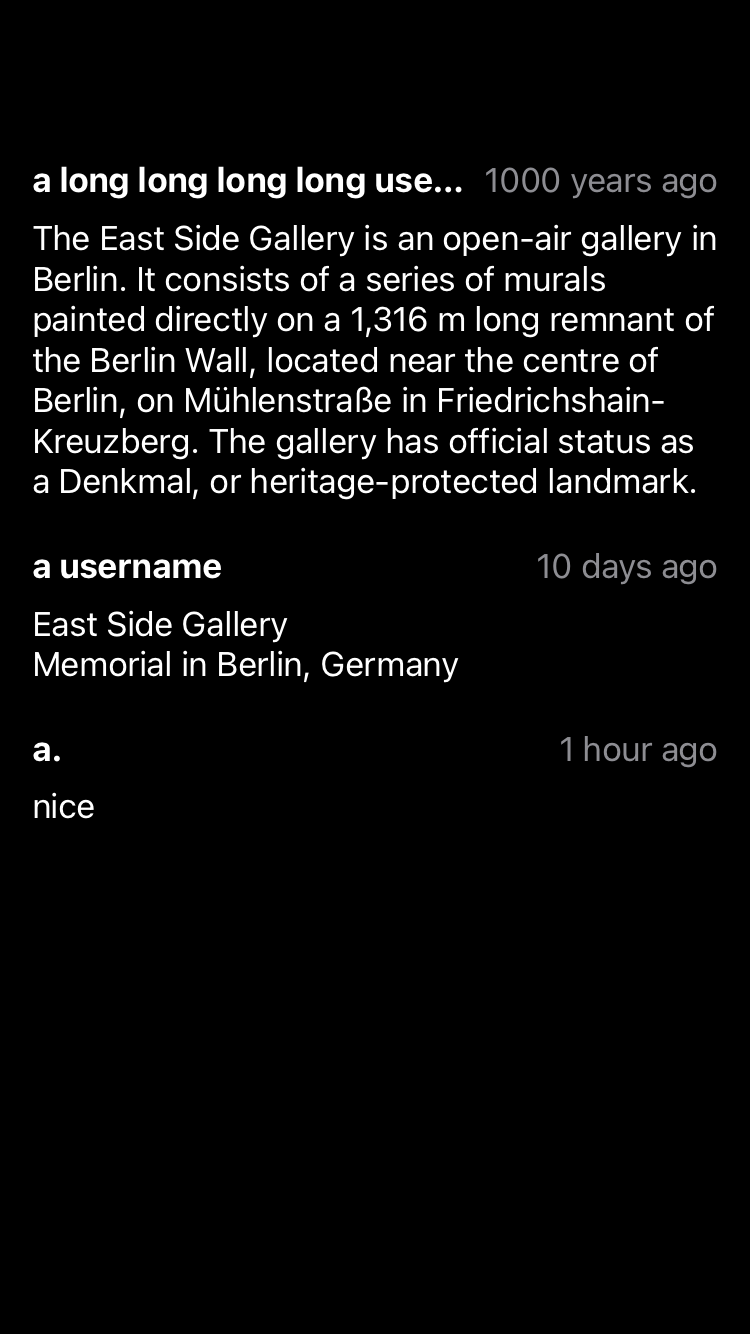 a long long long long use... 1000 years ago
The East Side Gallery is an open-air gallery in
Berlin. It consists of a series of murals
painted directly on a 1,316 m long remnant of
the Berlin Wall, located near the centre of
Berlin, on Mühlenstraße in Friedrichshain-
Kreuzberg. The gallery has official status as
a Denkmal, or heritage-protected landmark.
a username 10 days ago
East Side Gallery
Memorial in Berlin, Germany
a. 1 hour ago
nice